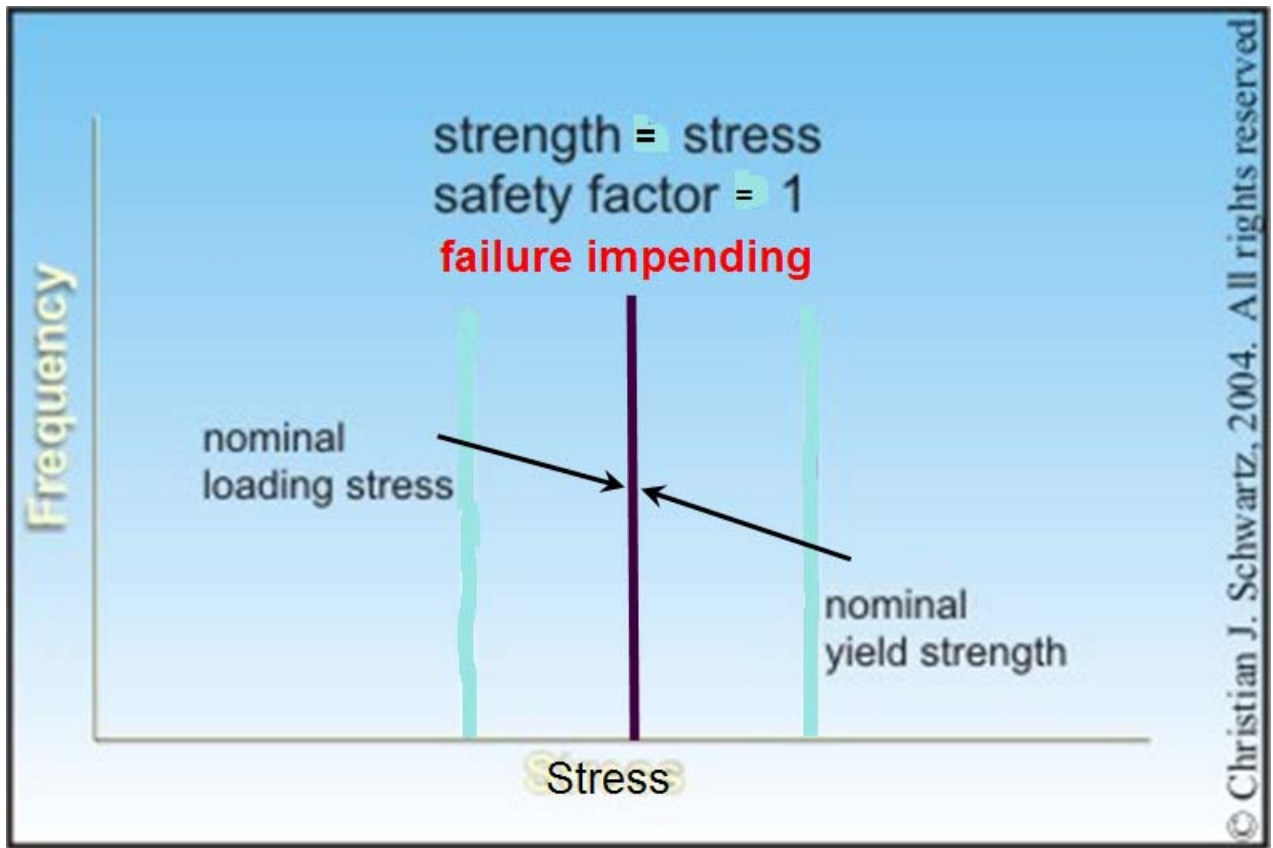 strength = stress
safety factor = 1
failure impending
Frequency
nominal
loading stress
nominal
yield strength
Stress
© Christian J. Schwartz, 2004. All rights reserved